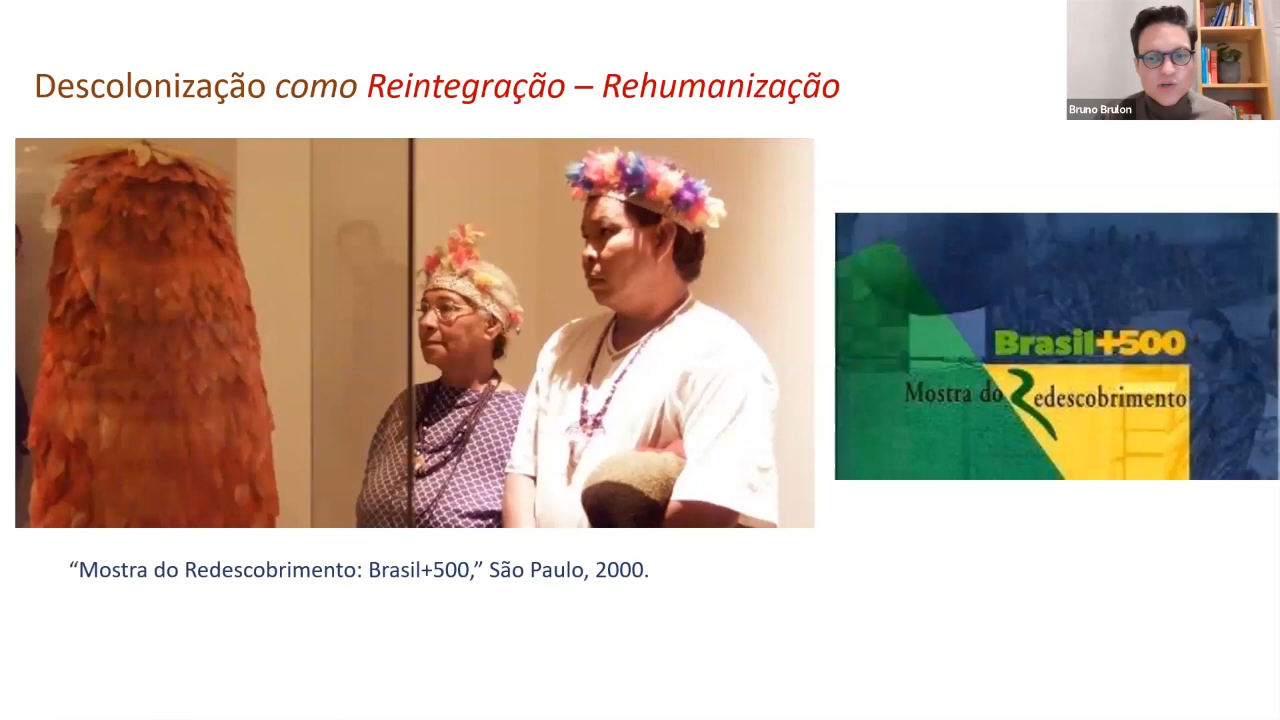 Descolonização como Reintegração – Rehumanização
Bruno Brulon
Brasil+500
Mostra do Redescobrimento
“Mostra do Redescobrimento: Brasil+500,” São Paulo, 2000.